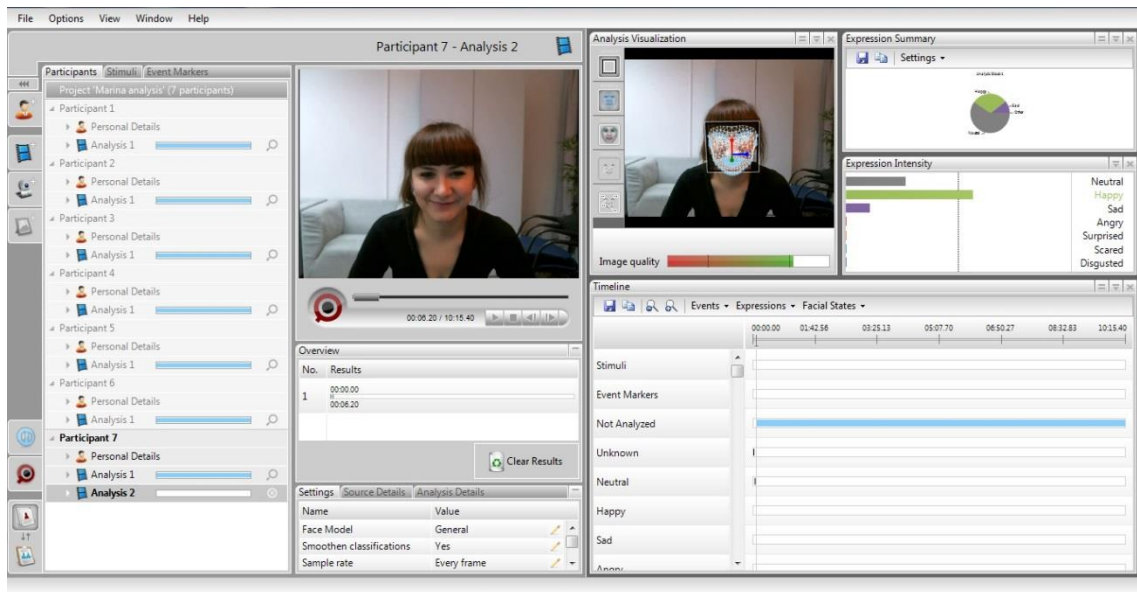 File Options View Window Help
Participant 7 - Analysis 2
Participants Stimuli Event Markers
Project 'Marina analysis' (7 participants)
Participant 1
Personal Details
Analysis 1
Participant 2
Personal Details
Analysis 1
Participant 3
Personal Details
Analysis 1
Participant 4
Personal Details
Analysis 1
Participant 5
Personal Details
Analysis 1
Participant 6
Personal Details
Analysis 1
Participant 7
Personal Details
Analysis 1
Analysis 2
00:06.20 / 10:15.40
Overview
No. Results
1
00:00.00
00:06.20
Clear Results
Settings Source Details Analysis Details
Name Value
Face Model General
Smoothen classifications Yes
Sample rate Every frame
Analysis Visualization
Image quality
Expression Summary
Settings
Expression Intensity
Neutral
Happy
Sad
Angry
Surprised
Scared
Disgusted
Timeline
Events Expressions Facial States
00:00.00 01:42.56 03:25.13 05:07.70 06:50.27 08:32.83 10:15.40
Stimuli
Event Markers
Not Analyzed
Unknown
Neutral
Happy
Sad
Angry